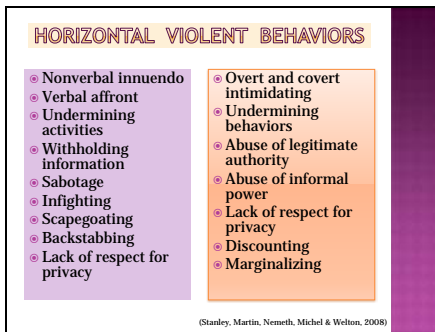 HORIZONTAL VIOLENT BEHAVIORS
Nonverbal innuendo
Verbal affront
Undermining
activities
Withholding
information
Sabotage
Infighting
Scapegoating
Backstabbing
Lack of respect for
privacy
Overt and covert
intimidating
Undermining
behaviors
Abuse of legitimate
authority
Abuse of informal
power
Lack of respect for
privacy
Discounting
Marginalizing
(Stanley, Martin, Nemeth, Michel & Welton, 2008)